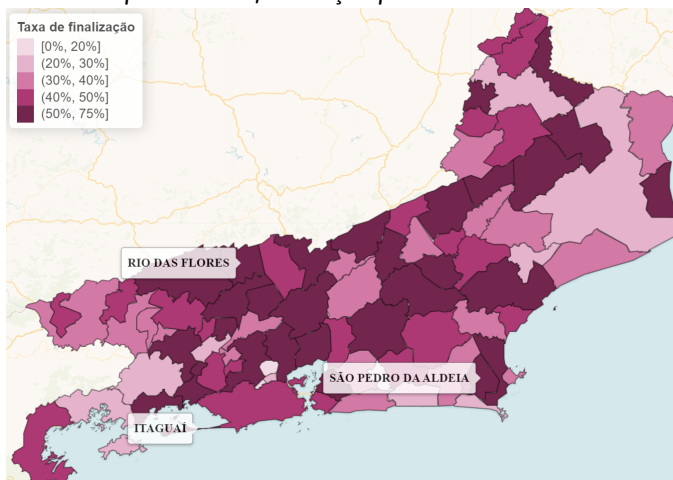 Taxa de finalização
[0%, 20%]
(20%, 30%]
(30%, 40%]
(40%, 50%]
(50%, 75%]
RIO DAS FLORES
SÃO PEDRO DA ALDEIA
ITAGUAÍ